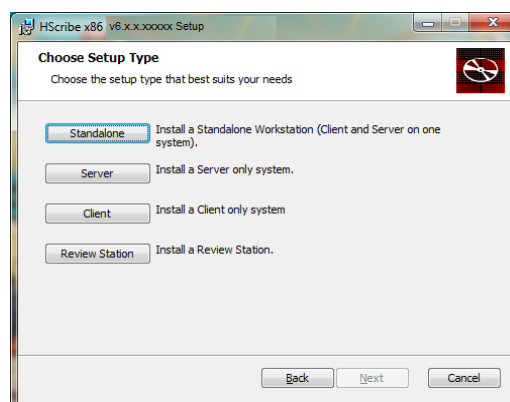 HScribe x86 v6.x.x.xxxxx Setup
Choose Setup Type
Choose the setup type that best suits your needs
Standalone Install a Standalone Workstation (Client and Server on one
system).
Server Install a Server only system.
Client Install a Client only system
Review Station Install a Review Station.
Back Next Cancel